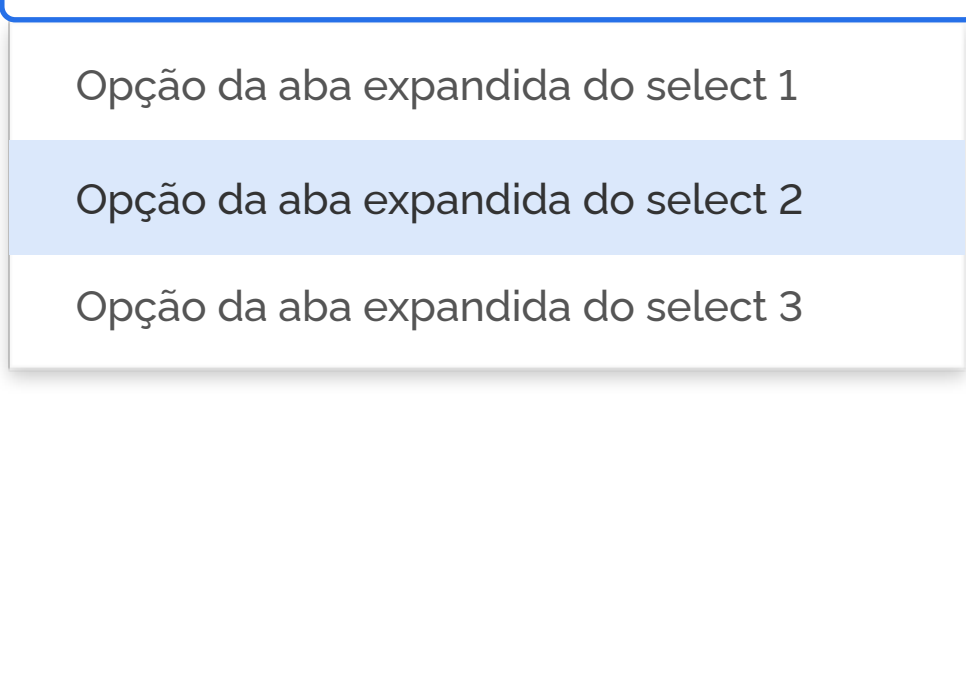 Opção da aba expandida do select 1
Opção da aba expandida do select 2
Opção da aba expandida do select 3